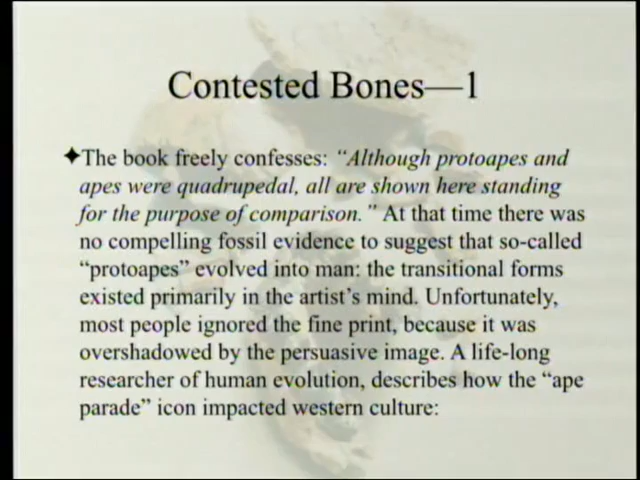 Contested Bones—1
✦The book freely confesses: “Although protoapes and
apes were quadrupedal, all are shown here standing
for the purpose of comparison.” At that time there was
no compelling fossil evidence to suggest that so-called
“protoapes” evolved into man: the transitional forms
existed primarily in the artist’s mind. Unfortunately,
most people ignored the fine print, because it was
overshadowed by the persuasive image. A life-long
researcher of human evolution, describes how the “ape
parade” icon impacted western culture: